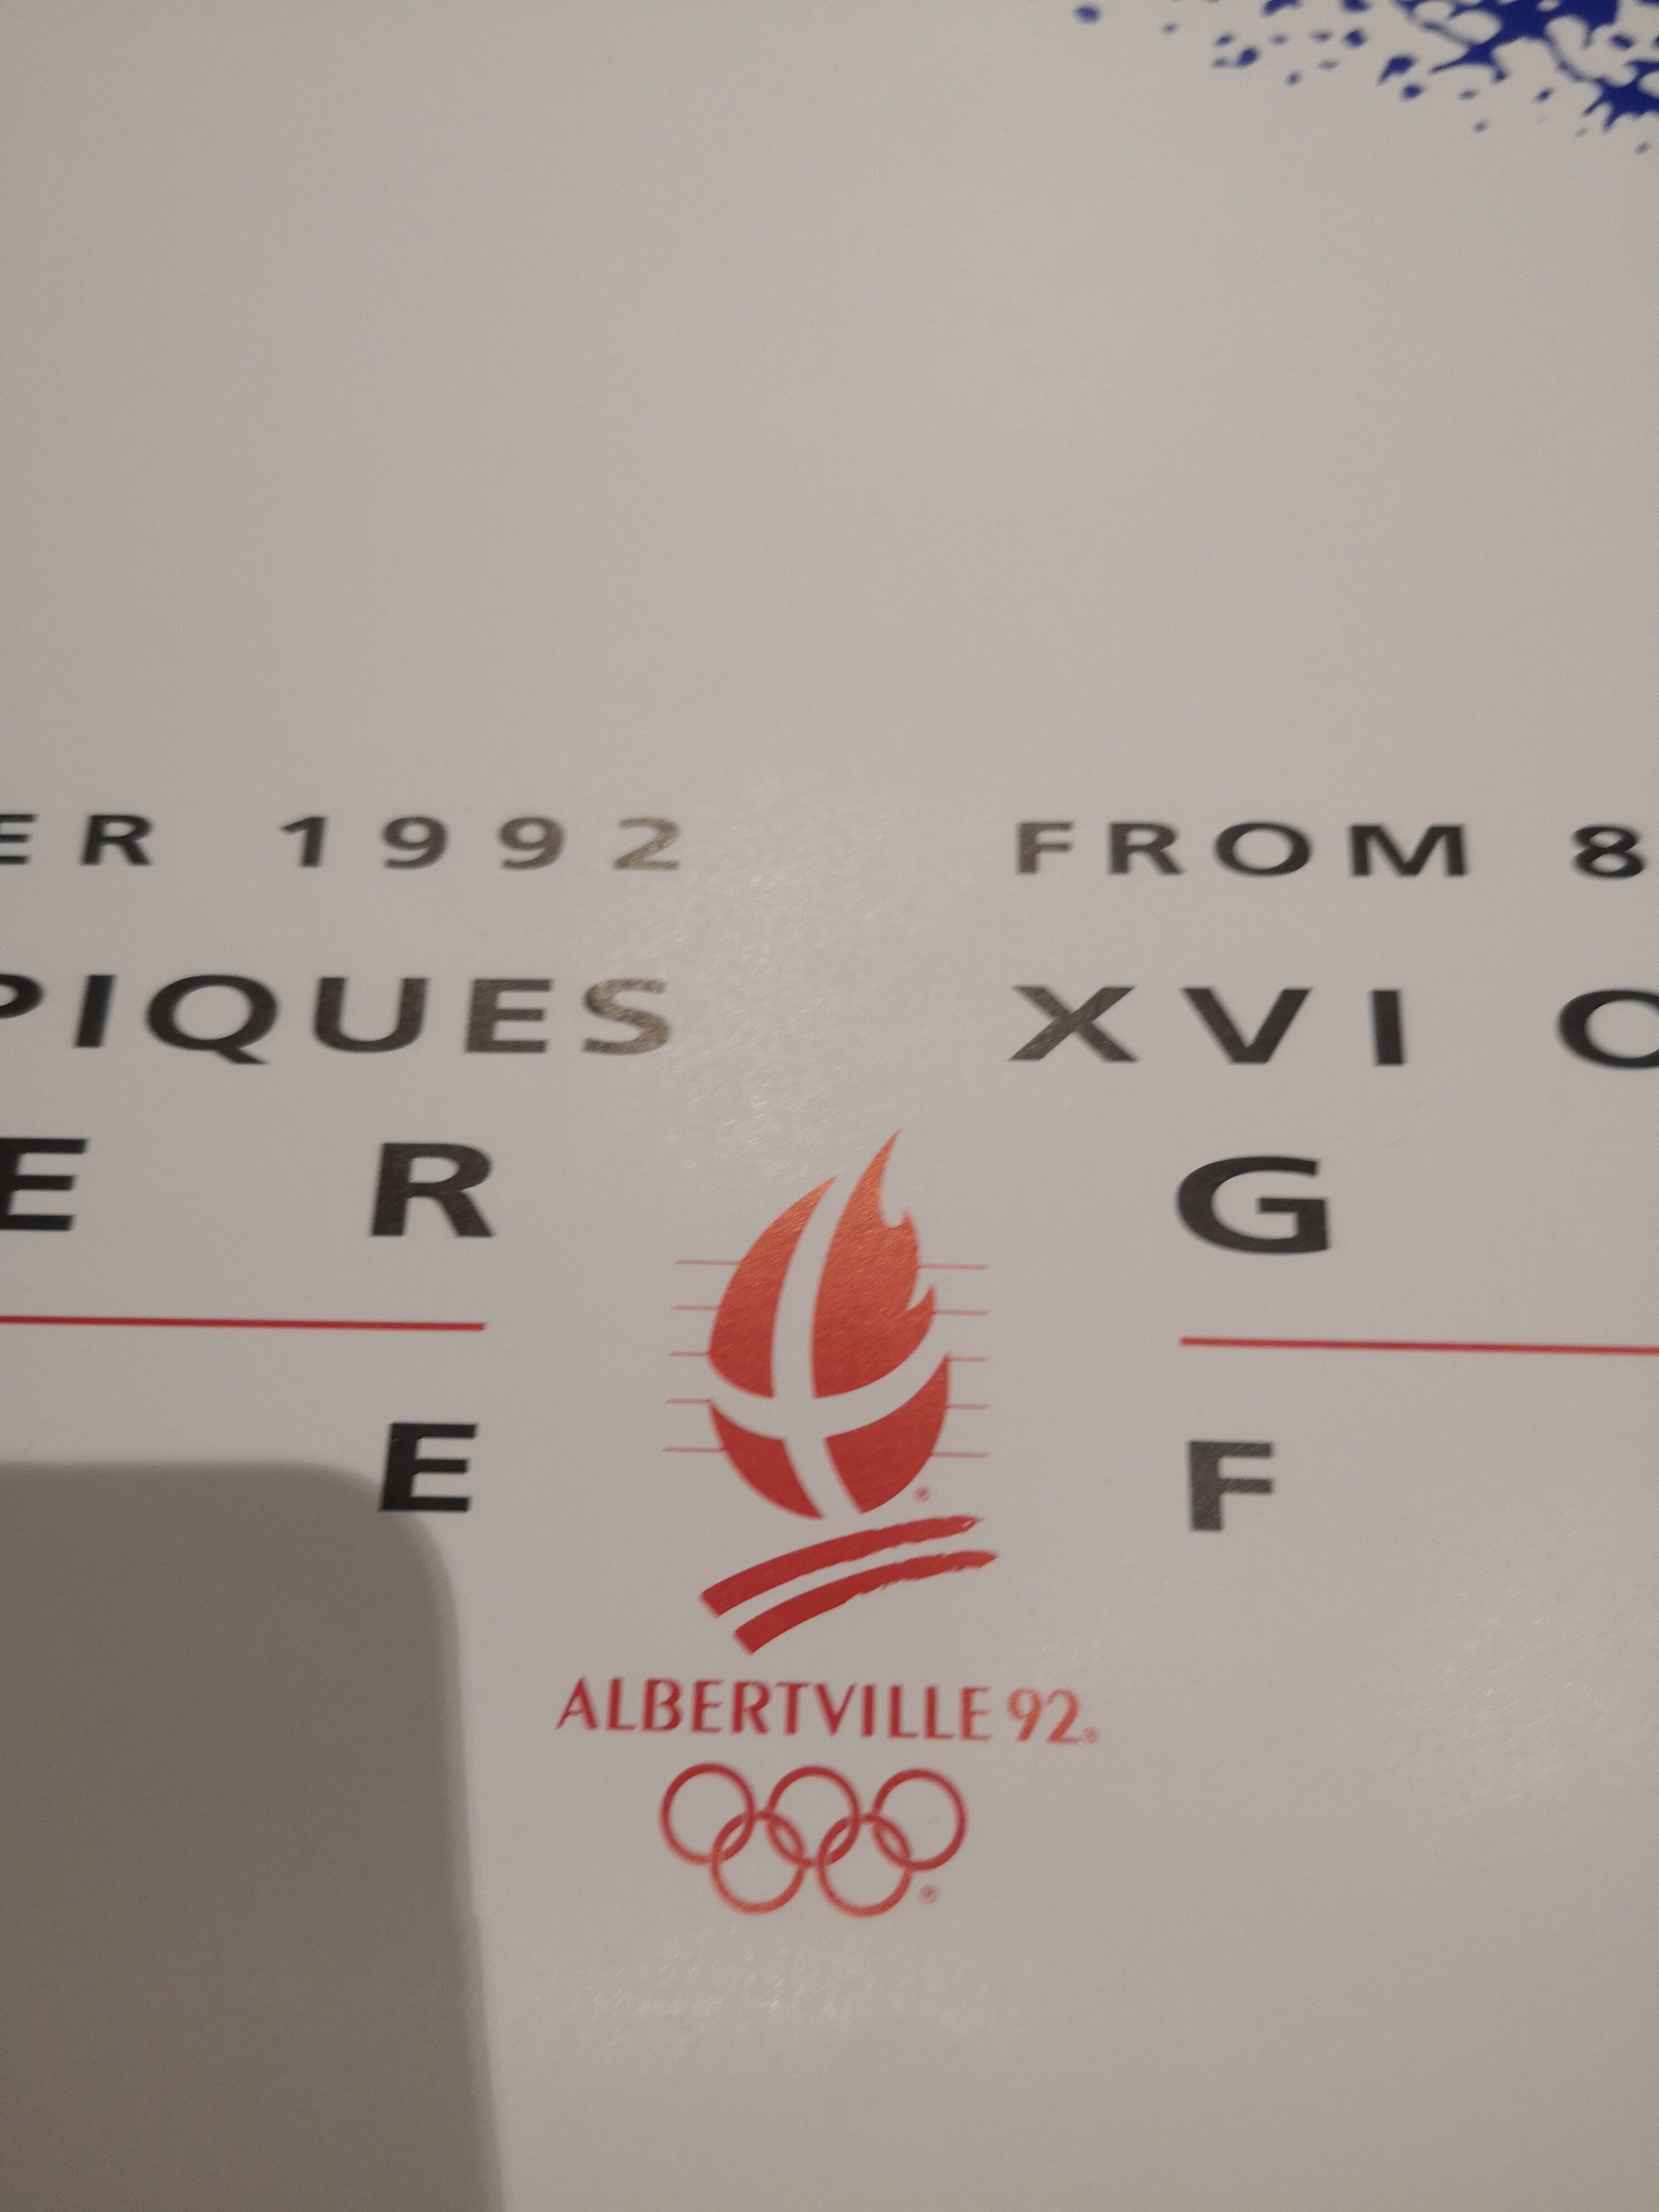 ER 1992 FROM 8
PIQUES XVI O
E R G
E F
ALBERTVILLE 92®